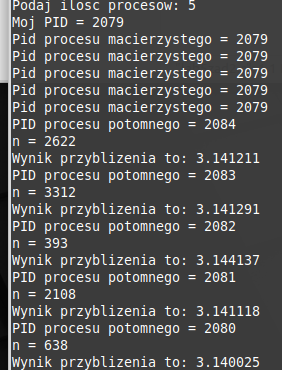 Podaj ilosc procesow: 5
Moj PID = 2079
Pid procesu macierzystego = 2079
Pid procesu macierzystego = 2079
Pid procesu macierzystego = 2079
Pid procesu macierzystego = 2079
Pid procesu macierzystego = 2079
PID procesu potomnego = 2084
n = 2622
Wynik przyblizenia to: 3.141211
PID procesu potomnego = 2083
n = 3312
Wynik przyblizenia to: 3.141291
PID procesu potomnego = 2082
n = 393
Wynik przyblizenia to: 3.144137
PID procesu potomnego = 2081
n = 2108
Wynik przyblizenia to: 3.141118
PID procesu potomnego = 2080
n = 638
Wynik przyblizenia to: 3.140025